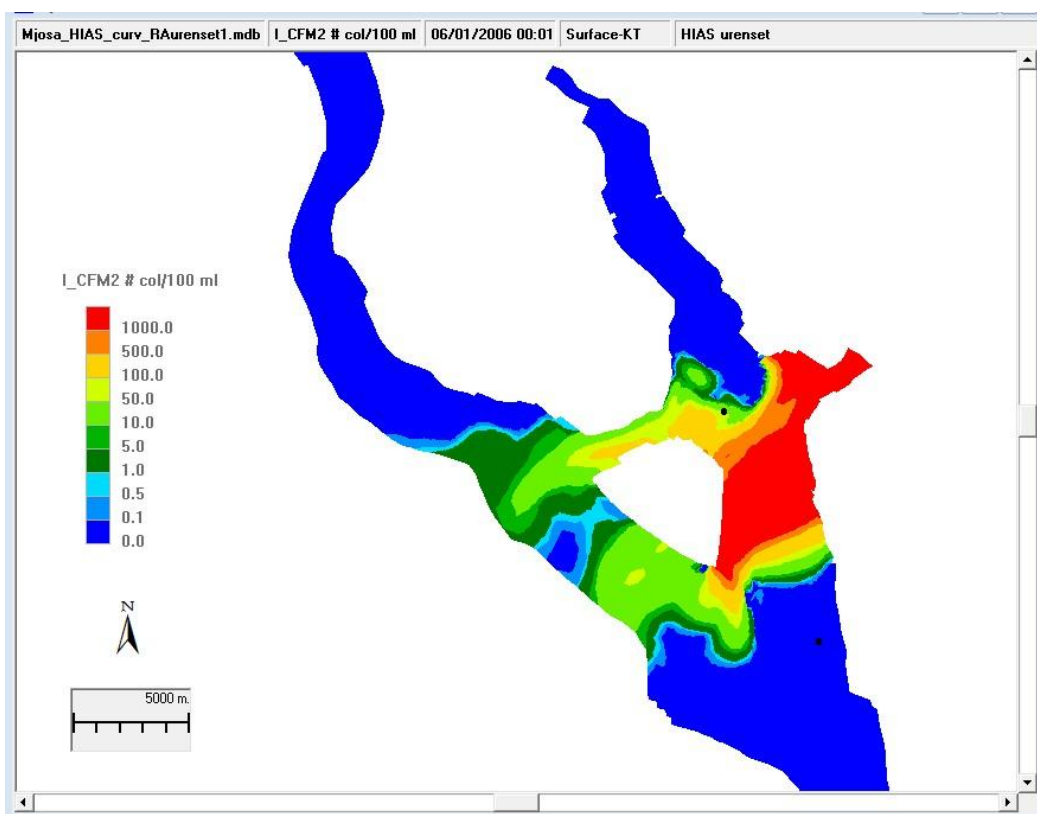 Mjosa_HIAS_curv_RAurenset1.mdb I_CFM2 # col/100 ml 06/01/2006 00:01 Surface-KT HIAS urenset
I_CFM2 # col/100 ml
1000.0
500.0
100.0
50.0
10.0
5.0
1.0
0.5
0.1
0.0
N
5000 m.